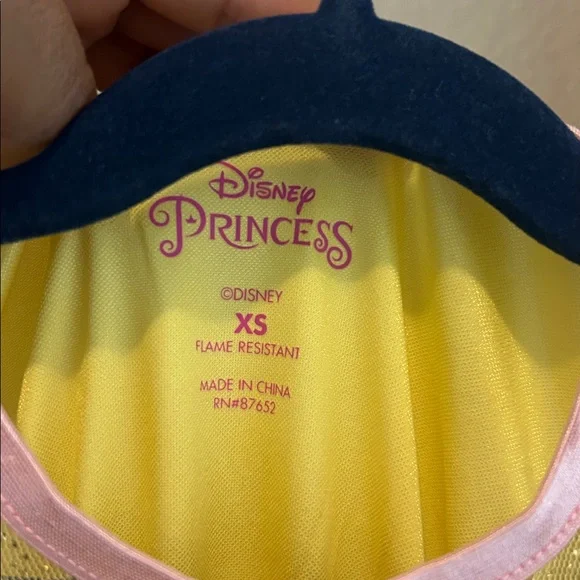 Disney
PRINCESS
©DISNEY
XS
FLAME RESISTANT
MADE IN CHINA
RN#87652